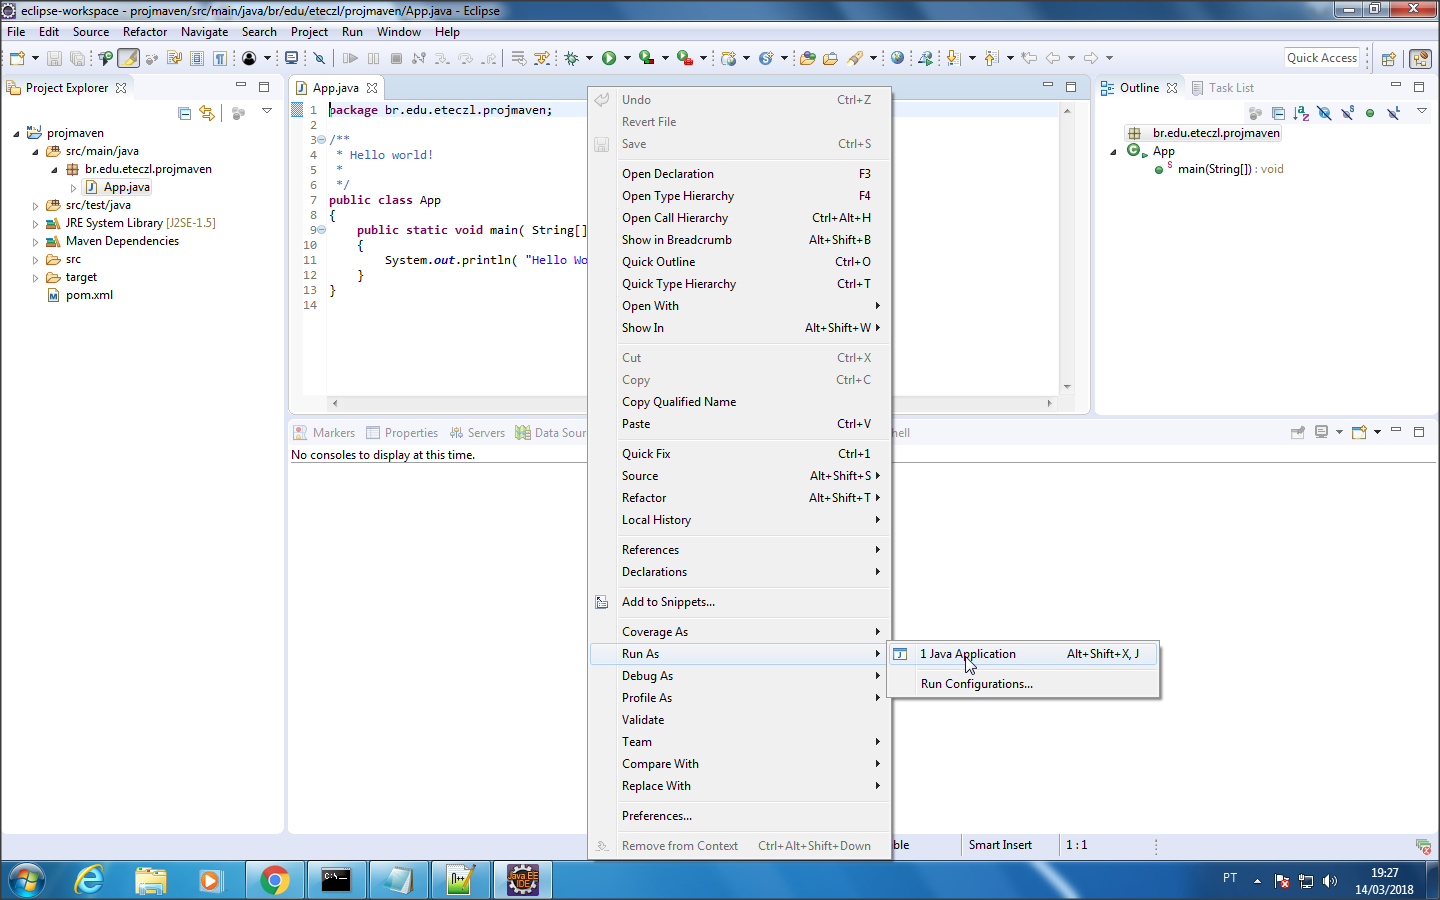 eclipse-workspace - projmaven/src/main/java/br/edu/eteczl/projmaven/App.java - Eclipse
File Edit Source Refactor Navigate Search Project Run Window Help
Quick Access
Project Explorer
projmaven
src/main/java
br.edu.eteczl.projmaven
App.java
src/test/java
JRE System Library [J2SE-1.5]
Maven Dependencies
src
target
pom.xml
App.java
1 package br.edu.eteczl.projmaven;
2
3 /**
4 * Hello world!
5 *
6 */
7 public class App
8 {
9 public static void main( String[]
10 {
11 System.out.println( "Hello Wo
12 }
13 }
14
Undo Ctrl+Z
Revert File
Save Ctrl+S
Open Declaration F3
Open Type Hierarchy F4
Open Call Hierarchy Ctrl+Alt+H
Show in Breadcrumb Alt+Shift+B
Quick Outline Ctrl+O
Quick Type Hierarchy Ctrl+T
Open With
Show In Alt+Shift+W
Cut Ctrl+X
Copy Ctrl+C
Copy Qualified Name
Paste Ctrl+V
Quick Fix Ctrl+1
Source Alt+Shift+S
Refactor Alt+Shift+T
Local History
References
Declarations
Add to Snippets...
Coverage As
Run As
Debug As
Profile As
Validate
Team
Compare With
Replace With
Preferences...
Remove from Context Ctrl+Alt+Shift+Down
1 Java Application Alt+Shift+X, J
Run Configurations...
Outline Task List
br.edu.eteczl.projmaven
App
main(String[]) : void
Markers Properties Servers Data Sour
ell
No consoles to display at this time.
ble Smart Insert 1 : 1
C:\.
Java EE
IDE
PT
19:27
14/03/2018